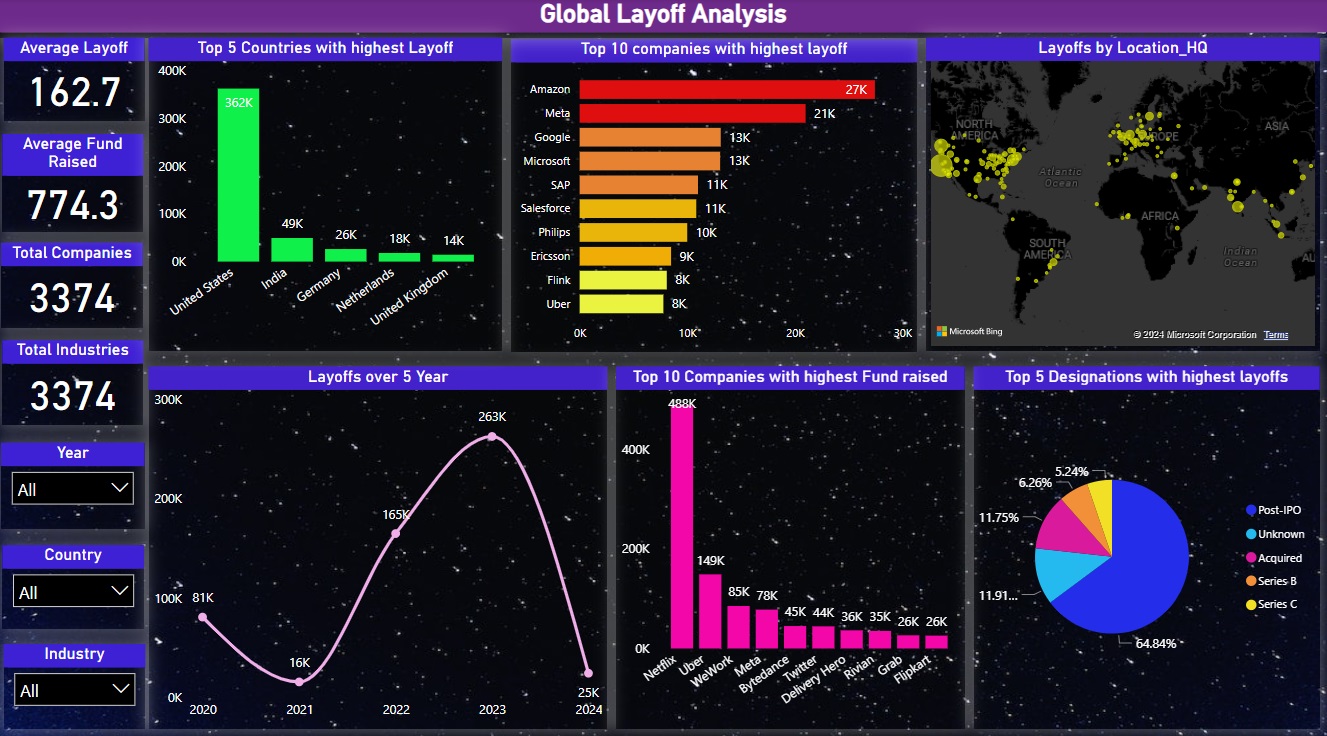 Global Layoff Analysis
Average Layoff
162.7
Average Fund
Raised
774.3
Total Companies
3374
Total Industries
3374
Year
All
Country
All
Industry
All
Top 5 Countries with highest Layoff
400K
300K
200K
100K
0K
362K
49K
26K
18K
14K
United States
India
Germany
Netherlands
United Kingdom
Top 10 companies with highest layoff
Amazon 27K
Meta 21K
Google 13K
Microsoft 13K
SAP 11K
Salesforce 11K
Philips 10K
Ericsson 9K
Flink 8K
Uber 8K
0K 10K 20K 30K
Layoffs by Location_HQ
NORTH
AMERICA
ASIA
Atlantic
Ocean
AFRICA
SOUTH
AMERICA
Indian
Ocean
Microsoft Bing
© 2024 Microsoft Corporation Terms
Layoffs over 5 Year
300K
200K
100K
0K
81K
16K
165K
263K
25K
2020 2021 2022 2023 2024
Top 10 Companies with highest Fund raised
400K
200K
0K
488K
149K
85K
78K
45K
44K
36K
35K
26K
26K
Netflix
Uber
WeWork
Meta
Bytedance
Twitter
Delivery Hero
Rivian
Grab
Flipkart
Top 5 Designations with highest layoffs
5.24%
6.26%
11.75%
11.91...
64.84%
Post-IPO
Unknown
Acquired
Series B
Series C